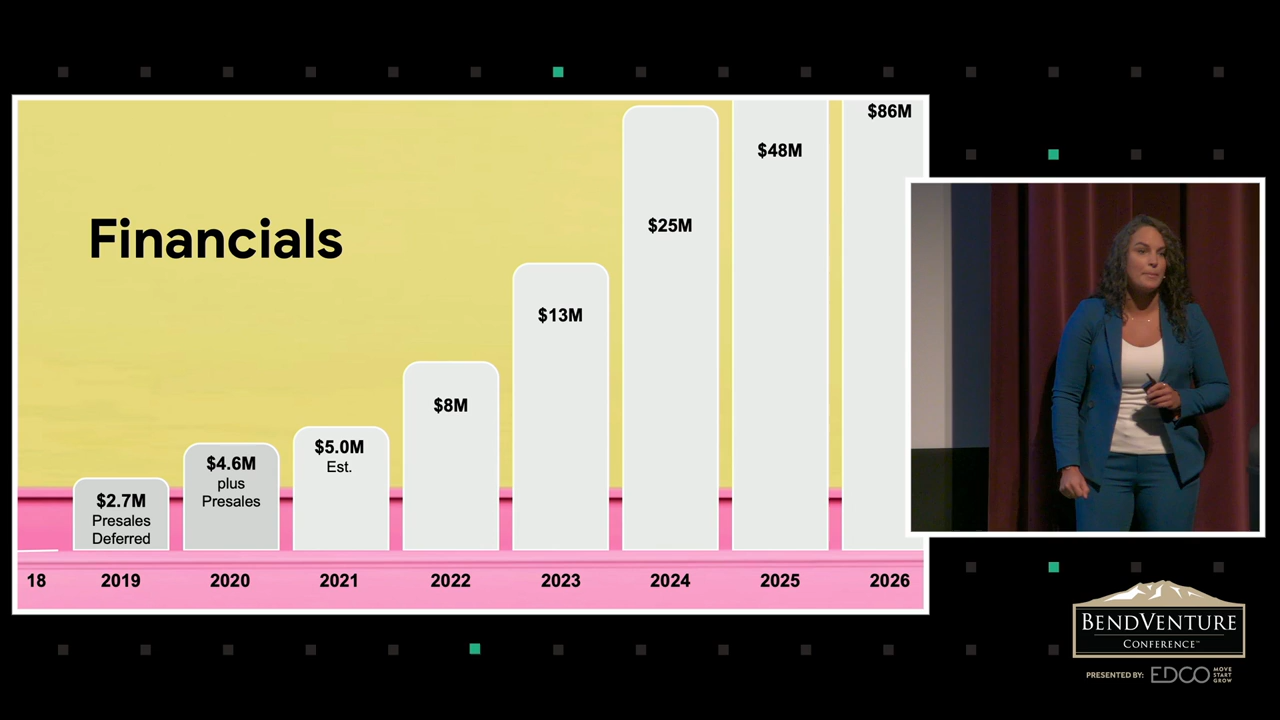 Financials
$2.7M
Presales
Deferred
$4.6M
plus
Presales
$5.0M
Est.
$8M
$13M
$25M
$48M
$86M
18 2019 2020 2021 2022 2023 2024 2025 2026
BENDVENTURE
CONFERENCE™
PRESENTED BY: EDCO MOVE
START
GROW